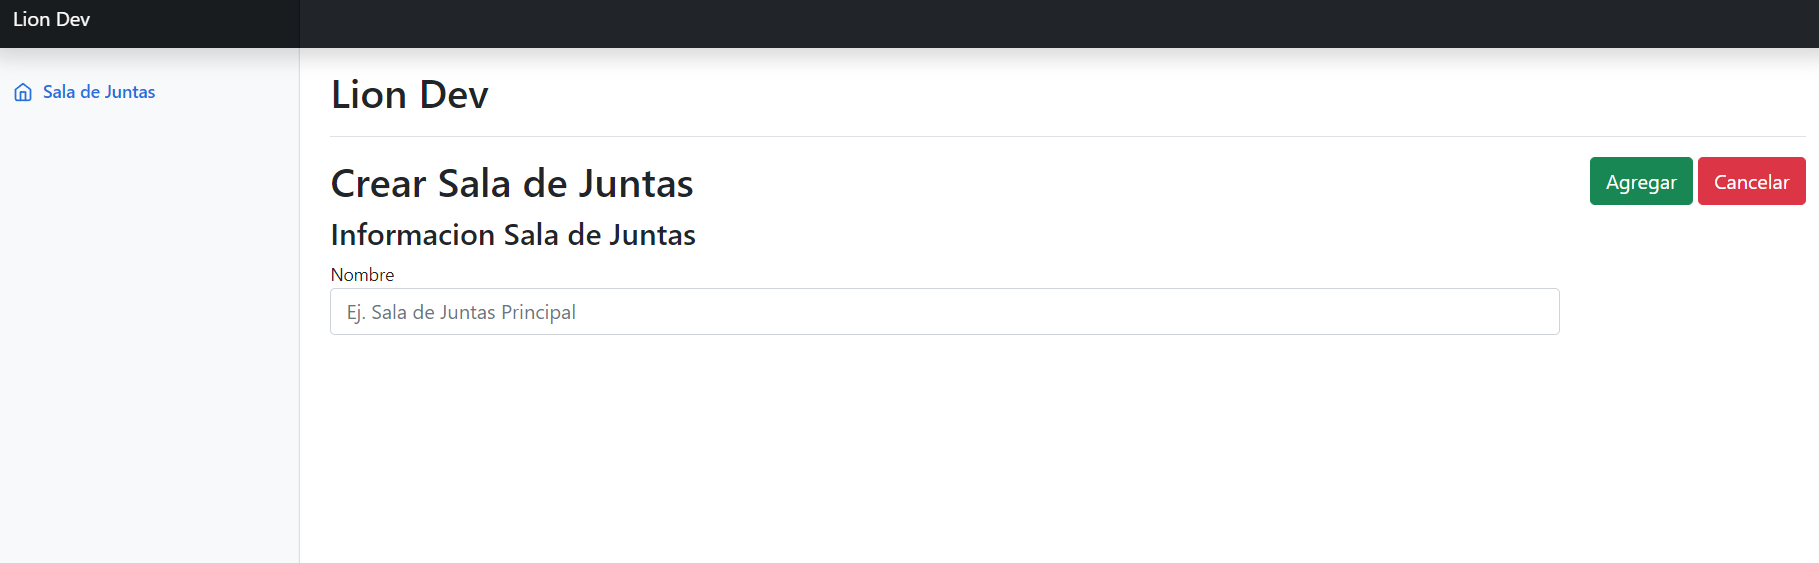 Lion Dev
Sala de Juntas
Lion Dev
Crear Sala de Juntas
Agregar
Cancelar
Informacion Sala de Juntas
Nombre
Ej. Sala de Juntas Principal